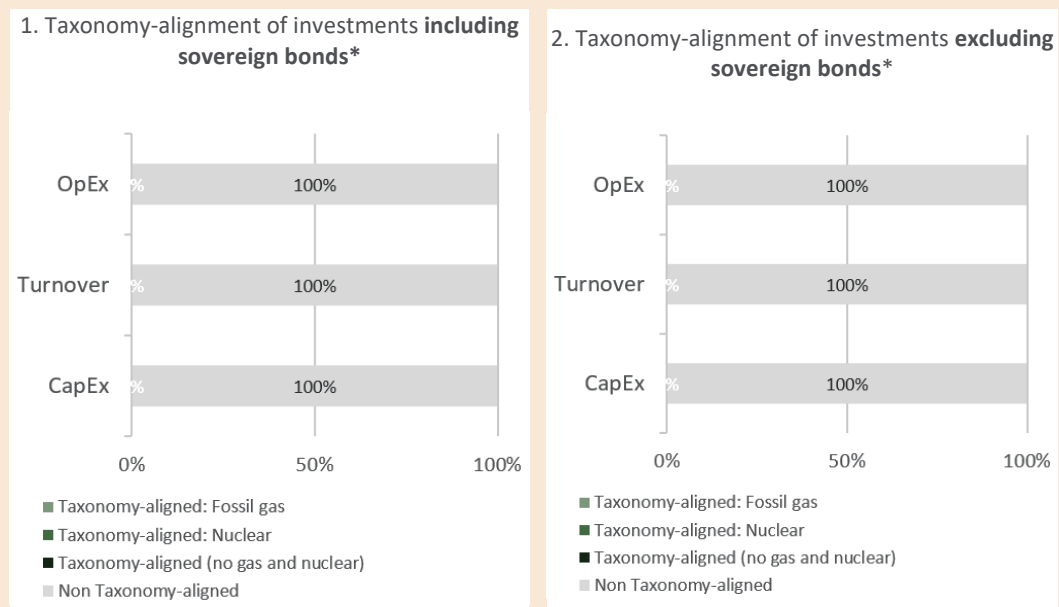 1. Taxonomy-alignment of investments including
sovereign bonds*
OpEx
%
100%
Turnover
%
100%
CapEx
%
100%
0%
50%
100%
■ Taxonomy-aligned: Fossil gas
■ Taxonomy-aligned: Nuclear
■ Taxonomy-aligned (no gas and nuclear)
■ Non Taxonomy-aligned
2. Taxonomy-alignment of investments excluding
sovereign bonds*
OpEx
%
100%
Turnover
%
100%
CapEx
%
100%
0%
50%
100%
■ Taxonomy-aligned: Fossil gas
■ Taxonomy-aligned: Nuclear
■ Taxonomy-aligned (no gas and nuclear)
■ Non Taxonomy-aligned